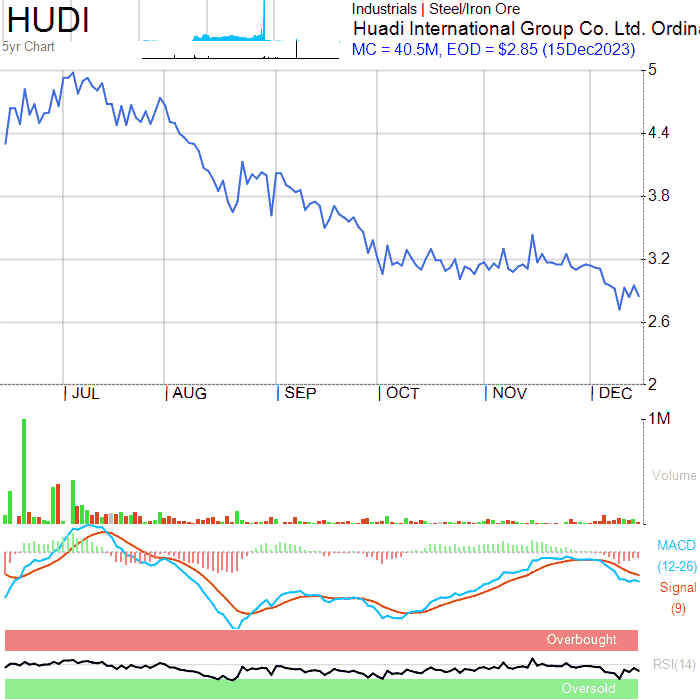 HUDI
5yr Chart
Industrials | Steel/Iron Ore
Huadi International Group Co. Ltd. Ordina
MC = 40.5M, EOD = $2.85 (15Dec2023)
5
4.4
3.8
3.2
2.6
2
JUL AUG SEP OCT NOV DEC
1M
Volume
MACD
(12-26)
Signal
(9)
Overbought
RSI(14)
Oversold